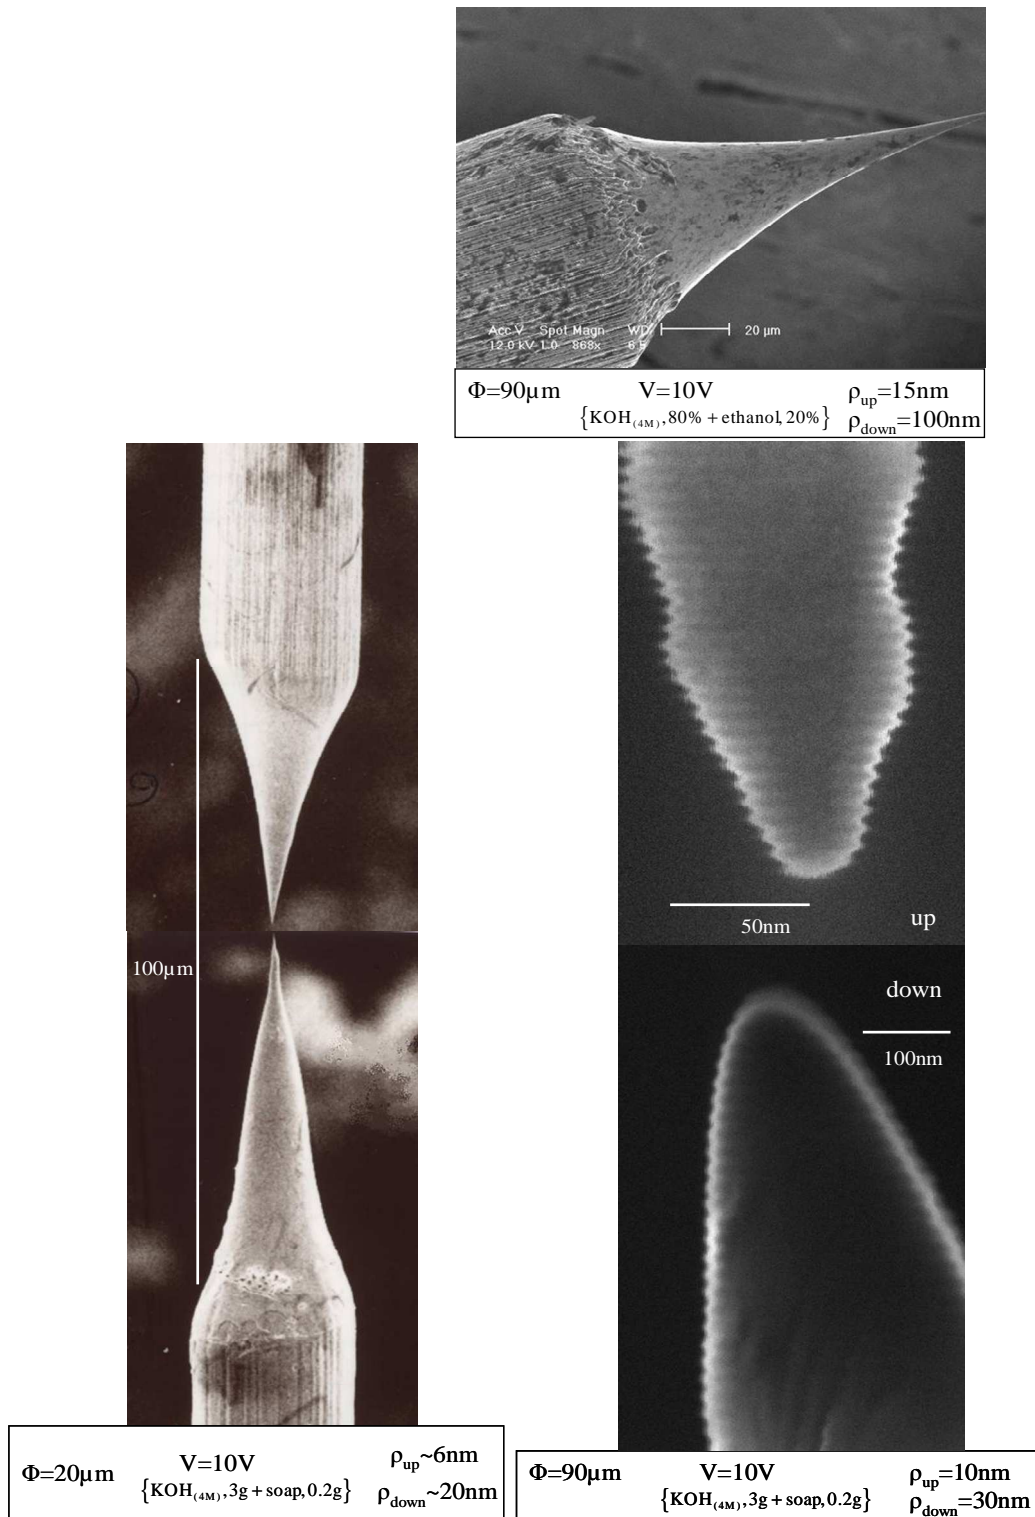 Acc.V Spot Magn WD 20 µm
12.0 kV 1.0 868x 6.5
Φ=90µm V=10V ρup=15nm
{KOH(4M), 80% + ethanol, 20%} ρdown=100nm
100µm
50nm
up
down
100nm
Φ=20µm V=10V ρup~6nm
{KOH(4M), 3g + soap, 0.2g} ρdown~20nm
Φ=90µm V=10V ρup=10nm
{KOH(4M), 3g + soap, 0.2g} ρdown=30nm